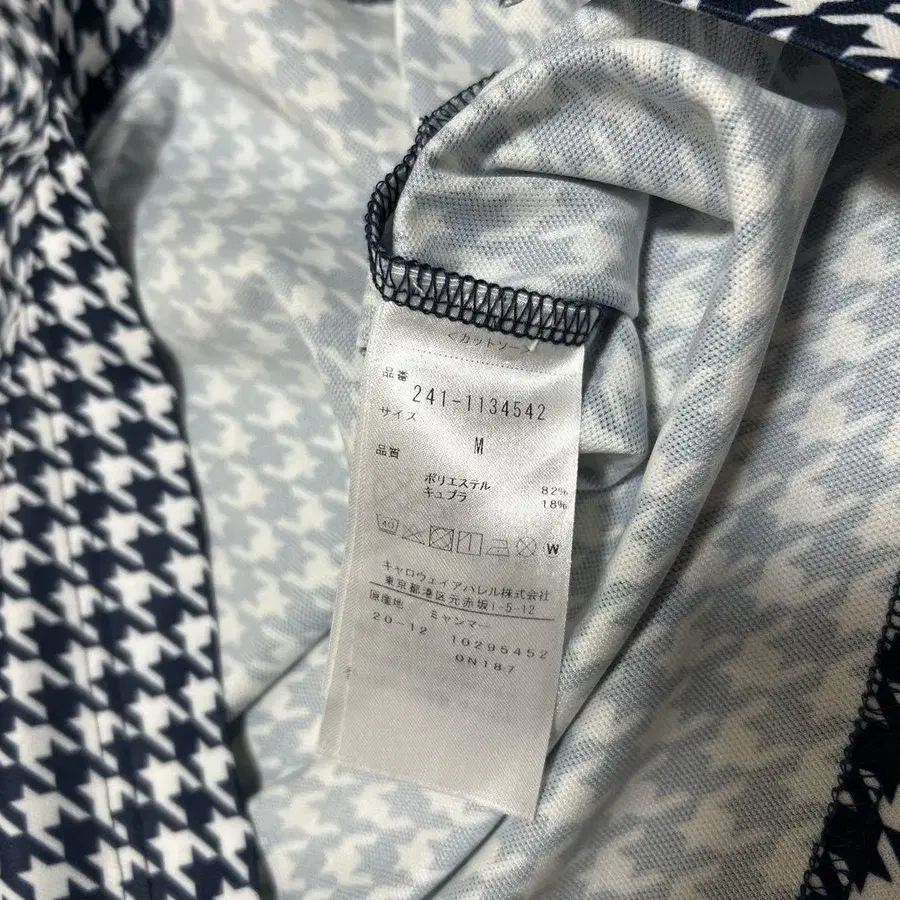 <カットソー>
品番
241-1134542
サイズ
M
品質
ポリエステル 82%
キュプラ 18%
40
W
キャロウェイアパレル株式会社
東京都港区元赤坂1-5-12
原産地 ミャンマー
20-12 10295452
0N187